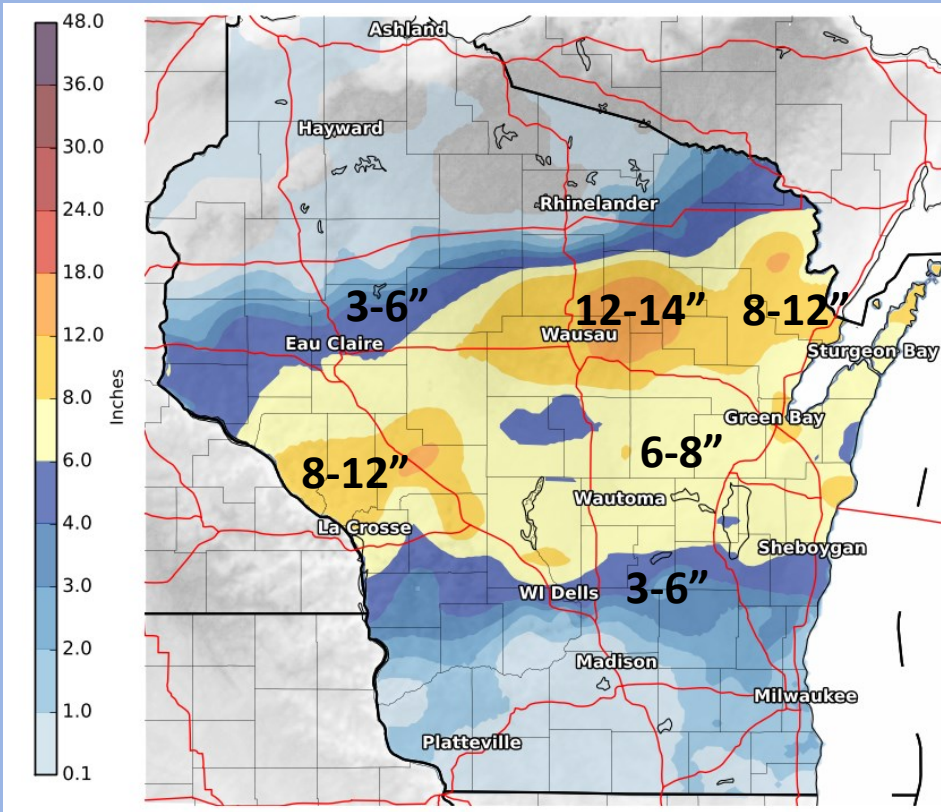 48.0
36.0
30.0
24.0
18.0
12.0
8.0
6.0
4.0
3.0
2.0
1.0
0.1
Inches
Ashland
Hayward
Rhinelander
3-6”
12-14”
8-12”
Wausau
Eau Claire
Sturgeon Bay
Green Bay
6-8”
8-12”
Wautoma
La Crosse
Sheboygan
3-6”
WI Dells
Madison
Milwaukee
Platteville